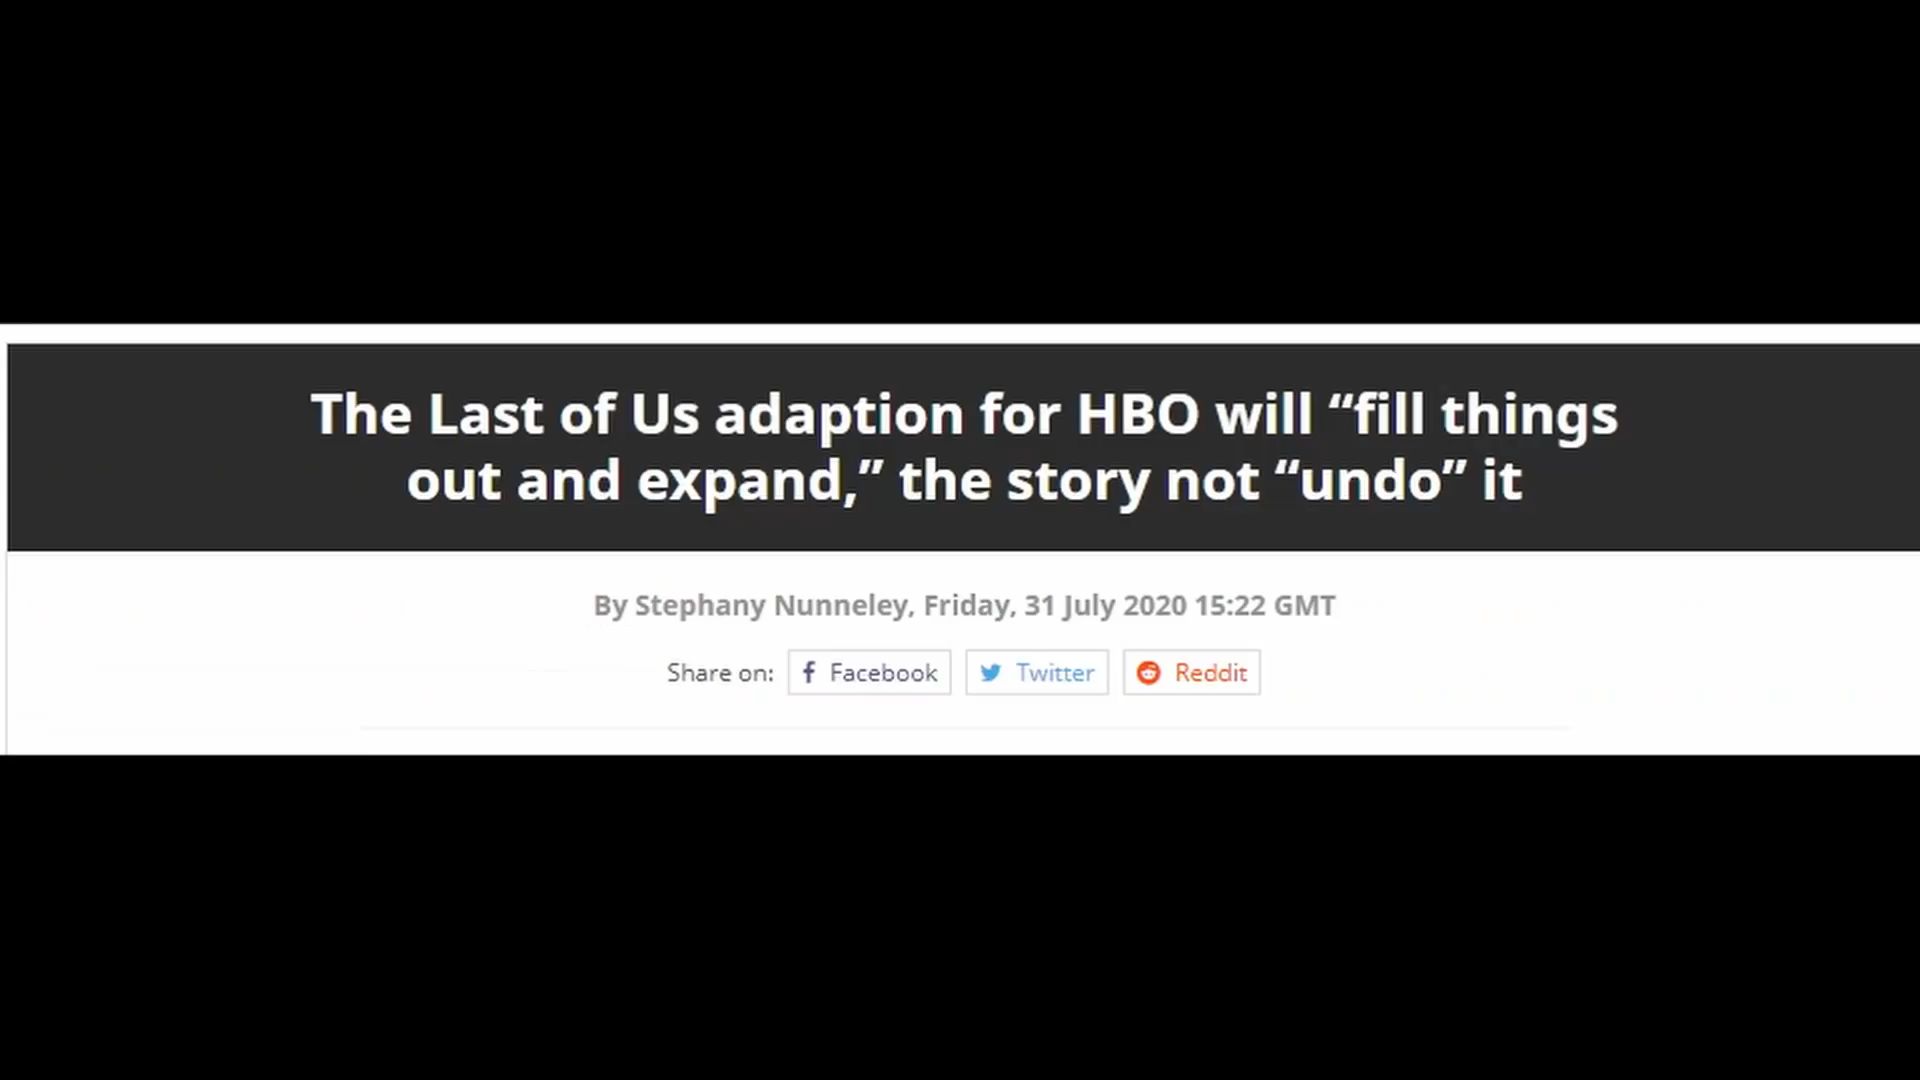 The Last of Us adaption for HBO will “fill things
out and expand,” the story not “undo” it
By Stephany Nunneley, Friday, 31 July 2020 15:22 GMT
Share on: Facebook Twitter Reddit